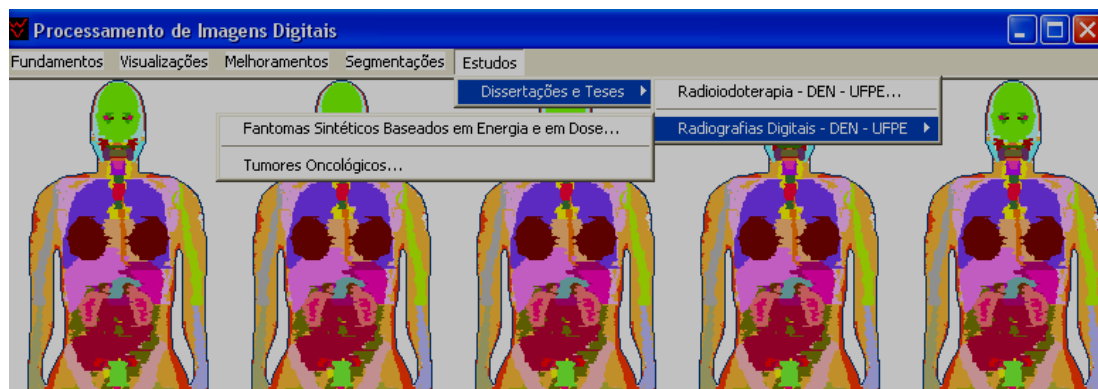 Processamento de Imagens Digitais
Fundamentos Visualizações Melhoramentos Segmentações Estudos
Dissertações e Teses
Radioiodoterapia - DEN - UFPE...
Radiografias Digitais - DEN - UFPE
Fantomas Sintéticos Baseados em Energia e em Dose...
Tumores Oncológicos...